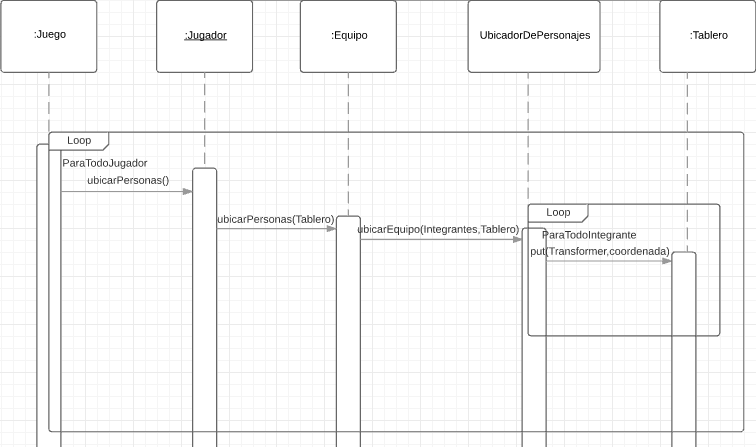 :Juego
:Jugador
:Equipo
UbicadorDePersonajes
:Tablero
Loop
ParaTodoJugador
ubicarPersonas()
Loop
ubicarPersonas(Tablero)
ubicarEquipo(Integrantes,Tablero)
ParaTodoIntegrante
put(Transformer,coordenada)